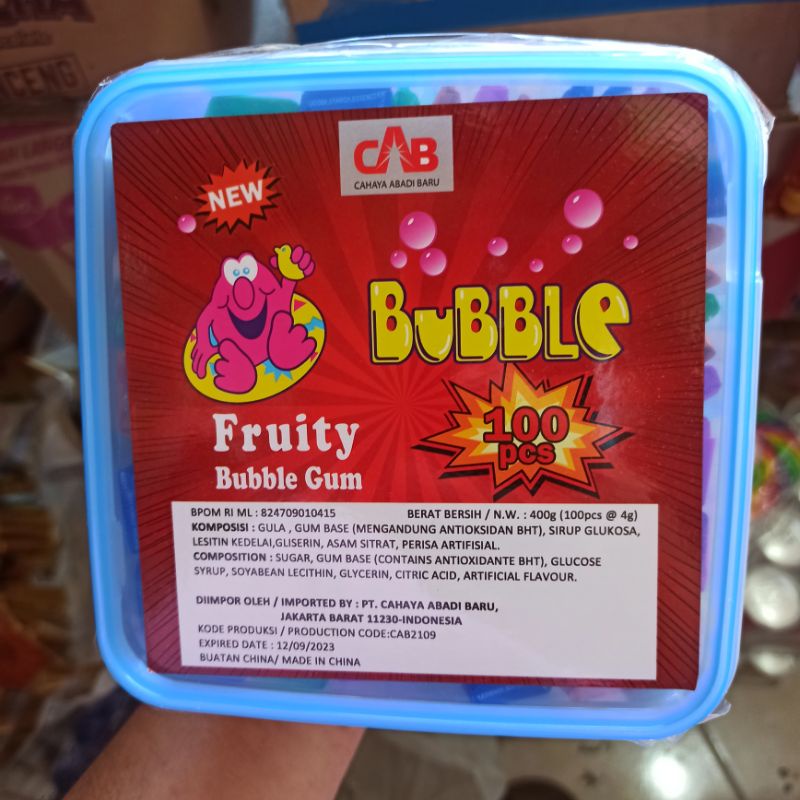 ENCENG
CAB
CAHAYA ABADI BARU
NEW
BUBBLE
Fruity
Bubble Gum
100
pcs
BPOM RI ML : 824709010415 BERAT BERSIH / N.W. : 400g (100pcs @ 4g)
KOMPOSISI : GULA , GUM BASE (MENGANDUNG ANTIOKSIDAN BHT), SIRUP GLUKOSA,
LESITIN KEDELAI,GLISERIN, ASAM SITRAT, PERISA ARTIFISIAL.
COMPOSITION : SUGAR, GUM BASE (CONTAINS ANTIOXIDANTE BHT), GLUCOSE
SYRUP, SOYABEAN LECITHIN, GLYCERIN, CITRIC ACID, ARTIFICIAL FLAVOUR.
DIIMPOR OLEH / IMPORTED BY : PT. CAHAYA ABADI BARU,
JAKARTA BARAT 11230-INDONESIA
KODE PRODUKSI / PRODUCTION CODE:CAB2109
EXPIRED DATE : 12/09/2023
BUATAN CHINA/ MADE IN CHINA